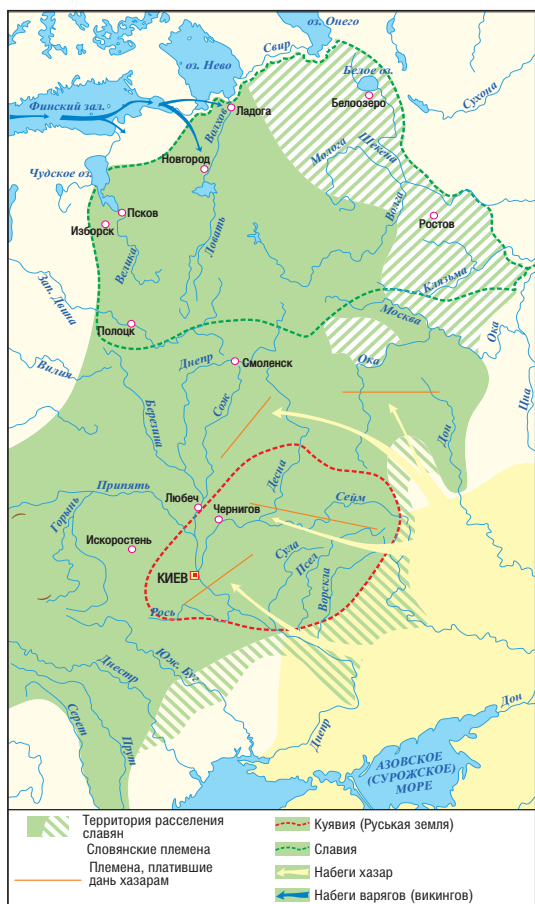 оз. Онего
Свир
оз. Нево
Белое оз.
Белоозеро
Сухона
Финский зал.
Ладога
Волхов
Молога
Шексна
Новгород
Чудское оз.
Волга
Псков
Ростов
Изборск
Ловать
Велика
Клязьма
Зап. Двина
Москва
Полоцк
Ока
Ока
Днепр
Смоленск
Вилия
Цна
Березина
Сож
Дон
Десна
Припять
Сейм
Любеч
Горынь
Чернигов
Искоростень
Сула
Псел
КИЕВ
Ворскла
Рось
Юж. Буг
Днестр
Дон
Серет
Днепр
Прут
АЗОВСКОЕ
(СУРОЖСКОЕ)
МОРЕ
Территория расселения
славян
Словянские племена
Племена, платившие
дань хазарам
Куявия (Руськая земля)
Славия
Набеги хазар
Набеги варягов (викингов)